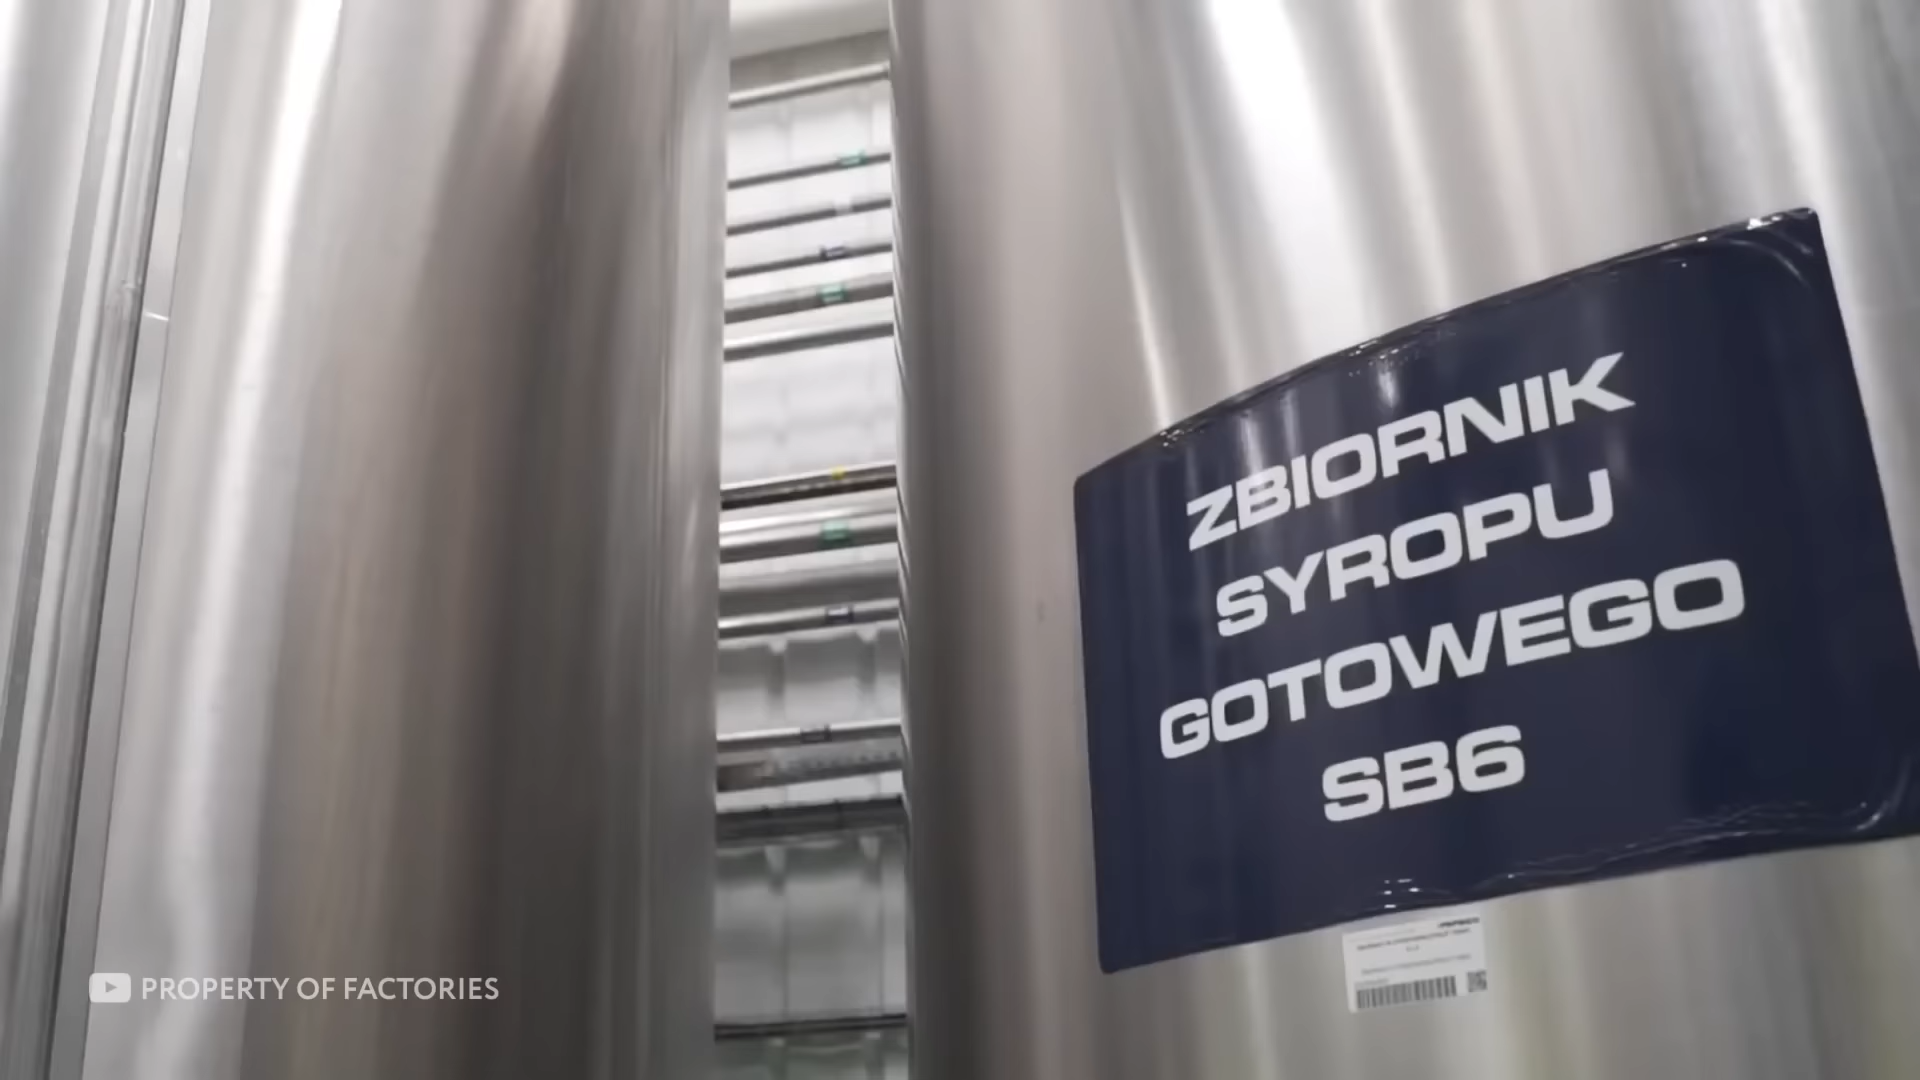 ZBIORNIK
SYROPU
GOTOWEGO
SB6
PROPERTY OF FACTORIES